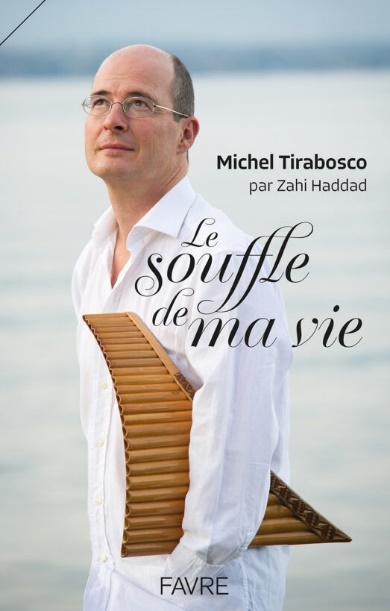 Michel Tirabosco
par Zahi Haddad
Le
souffle
de ma vie
FAVRE